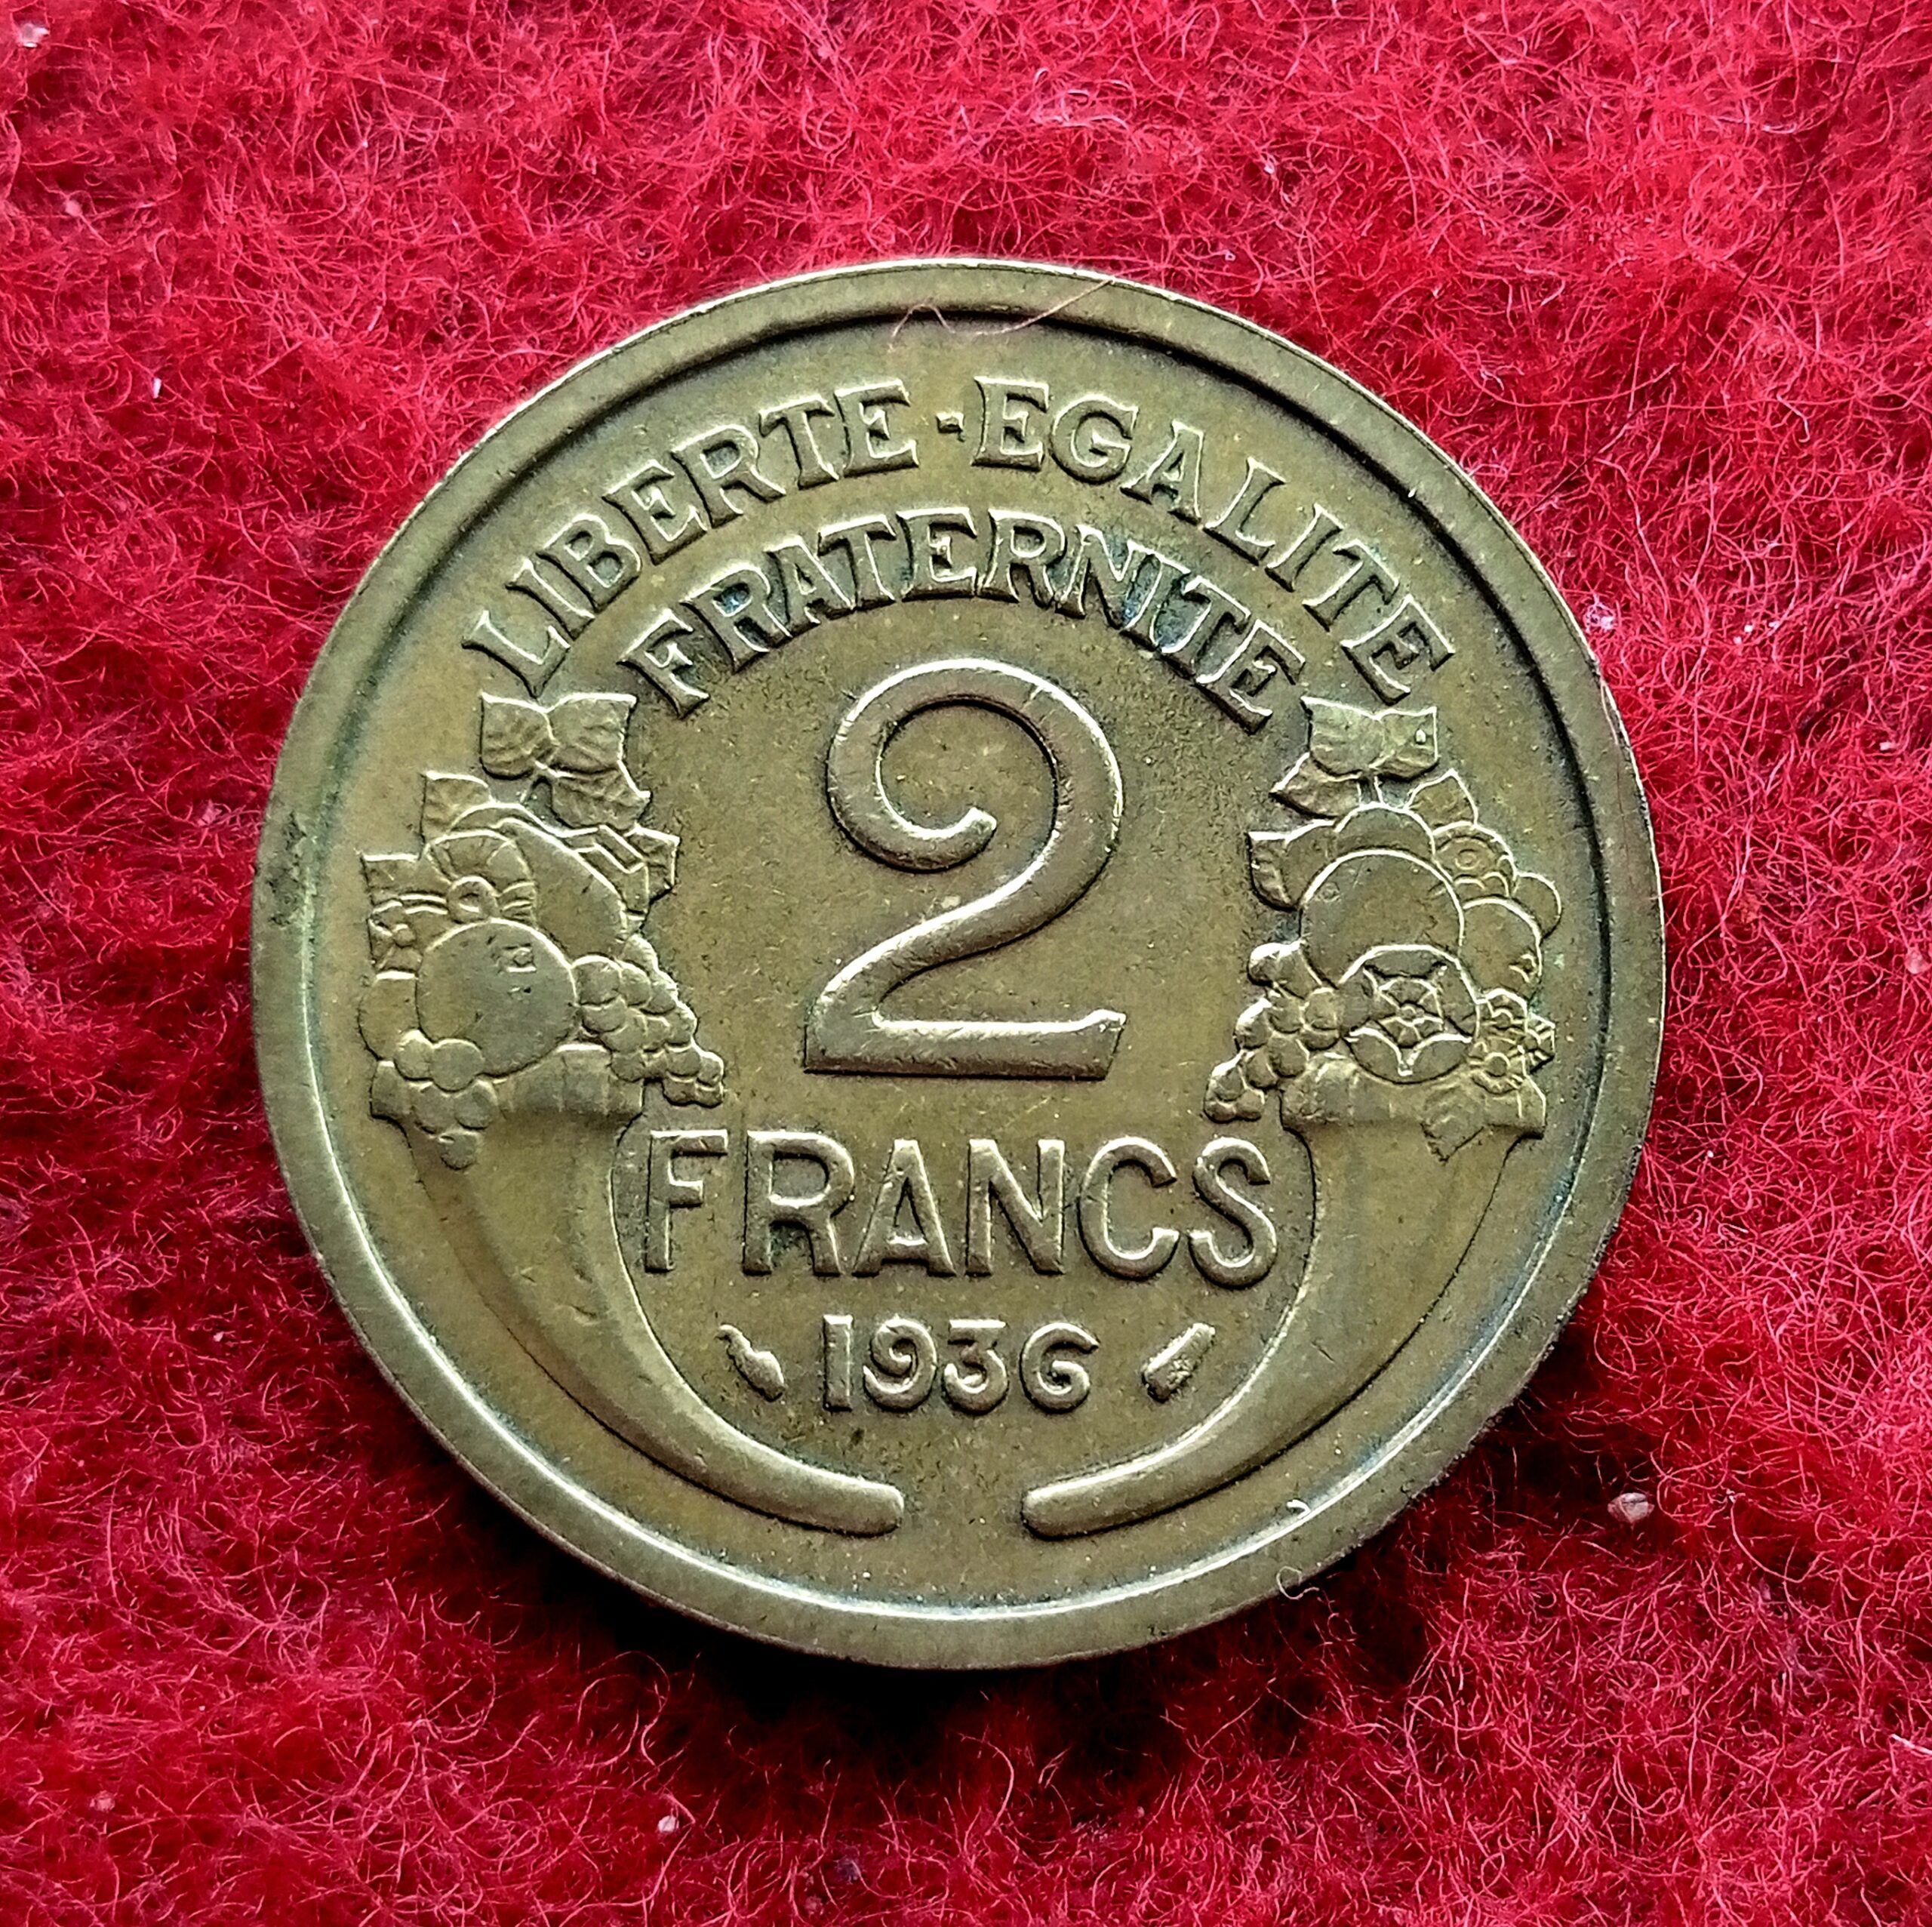 LIBERTE-EGALITE
FRATERNITE
2
FRANCS
1936